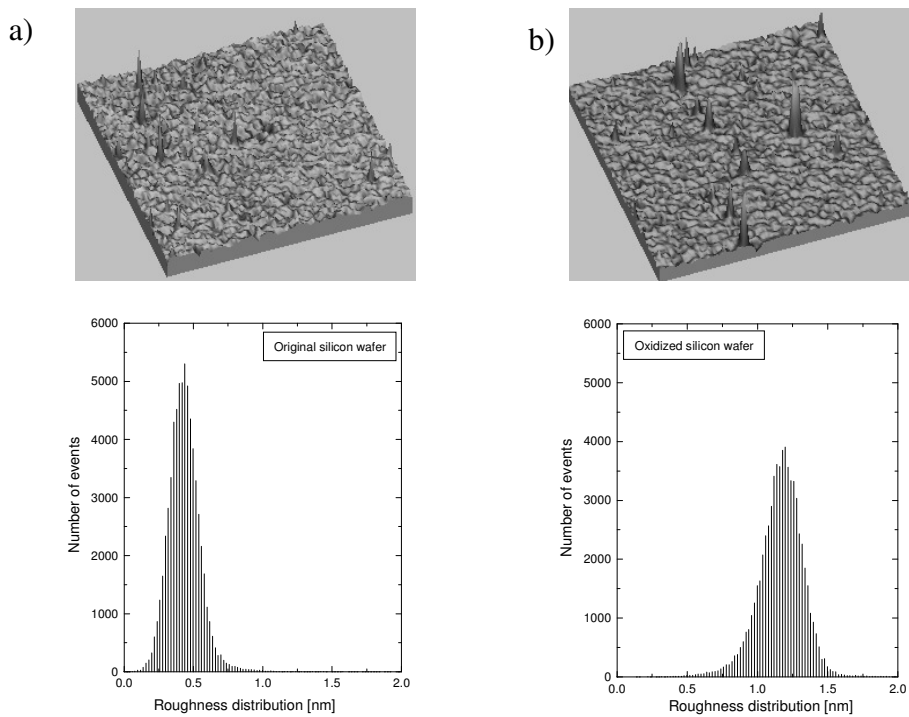 a)
b)
6000
5000
4000
3000
2000
1000
0
Number of events
Original silicon wafer
0.0 0.5 1.0 1.5 2.0
Roughness distribution [nm]
6000
5000
4000
3000
2000
1000
0
Number of events
Oxidized silicon wafer
0.0 0.5 1.0 1.5 2.0
Roughness distribution [nm]